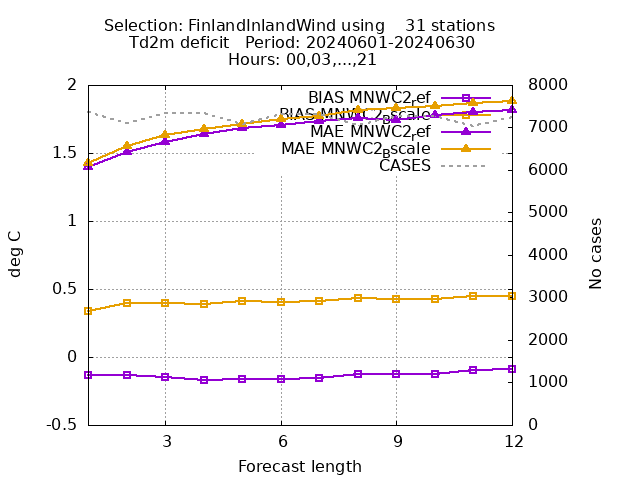 Selection: FinlandInlandWind using 31 stations
Td2m deficit Period: 20240601-20240630
Hours: 00,03,...,21
BIAS MNWC2_ref
BIAS MNWC2_Bscale
MAE MNWC2_ref
MAE MNWC2_Bscale
CASES
2
1.5
1
0.5
0
-0.5
deg C
8000
7000
6000
5000
4000
3000
2000
1000
0
No cases
3 6 9 12
Forecast length